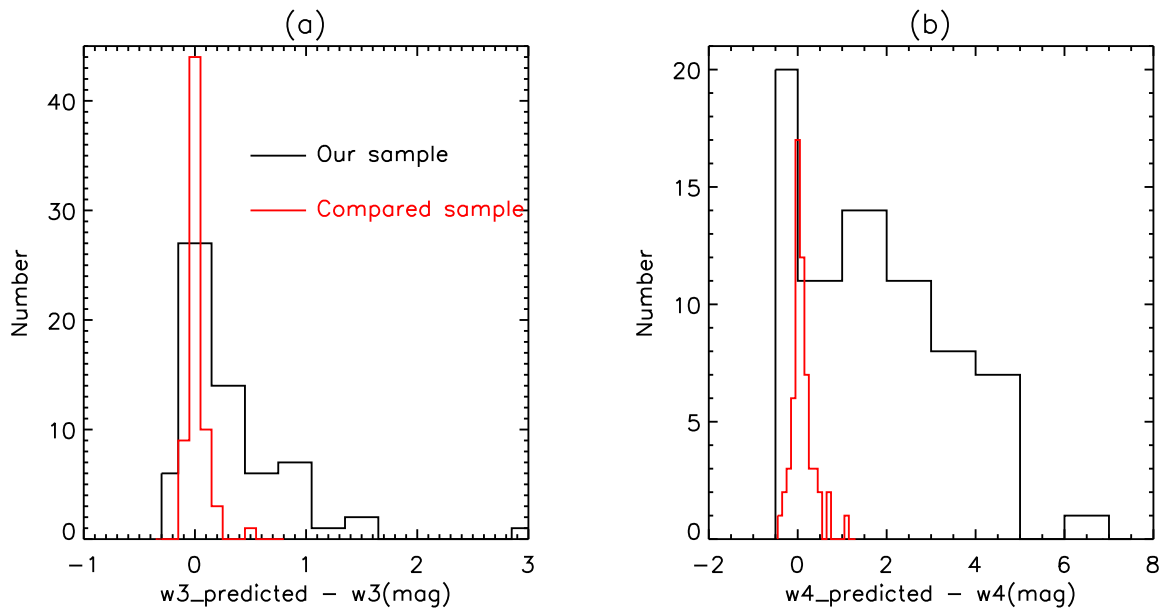 (a)
Number
40
30
20
10
0
Our sample
Compared sample
-1 0 1 2 3
w3_predicted - w3(mag)
(b)
Number
20
15
10
5
0
-2 0 2 4 6 8
w4_predicted - w4(mag)